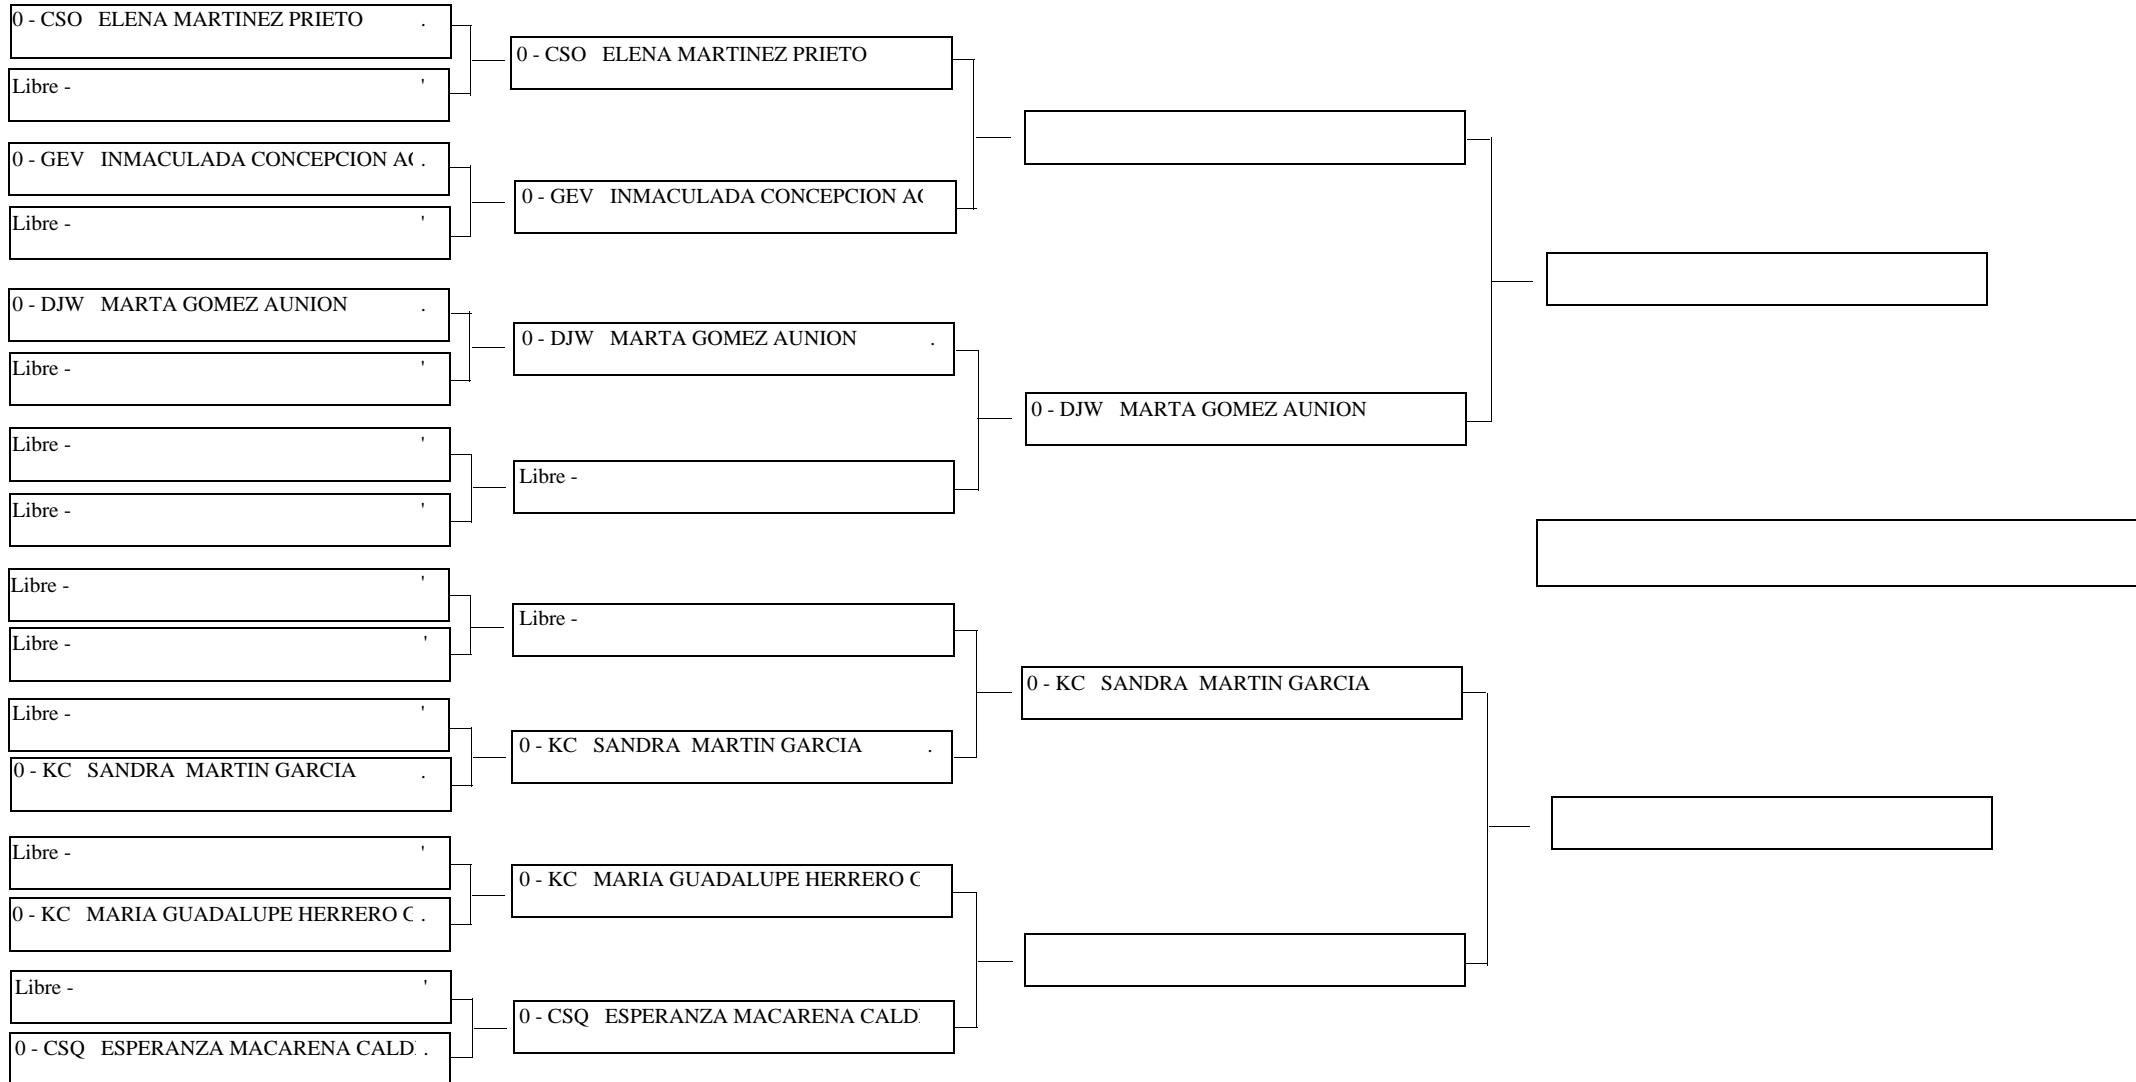 0 - CSO ELENA MARTINEZ PRIETO .
Libre - '
0 - GEV INMACULADA CONCEPCION .
Libre - '
0 - DJW MARTA GOMEZ AUNION .
Libre - '
Libre - '
Libre - '
Libre - '
Libre - '
Libre - '
0 - KC SANDRA MARTIN GARCIA .
Libre - '
0 - KC MARIA GUADALUPE HERRERO .
Libre - '
0 - CSQ ESPERANZA MACARENA CALD .
0 - CSO ELENA MARTINEZ PRIETO
0 - GEV INMACULADA CONCEPCION
0 - DJW MARTA GOMEZ AUNION .
Libre -
Libre -
0 - KC SANDRA MARTIN GARCIA .
0 - KC MARIA GUADALUPE HERRERO
0 - CSQ ESPERANZA MACARENA CALD
0 - DJW MARTA GOMEZ AUNION
0 - KC SANDRA MARTIN GARCIA